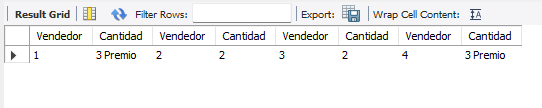 Result Grid Filter Rows: Export: Wrap Cell Content:
Vendedor Cantidad Vendedor Cantidad Vendedor Cantidad Vendedor Cantidad
1 3 Premio 2 2 3 2 4 3 Premio